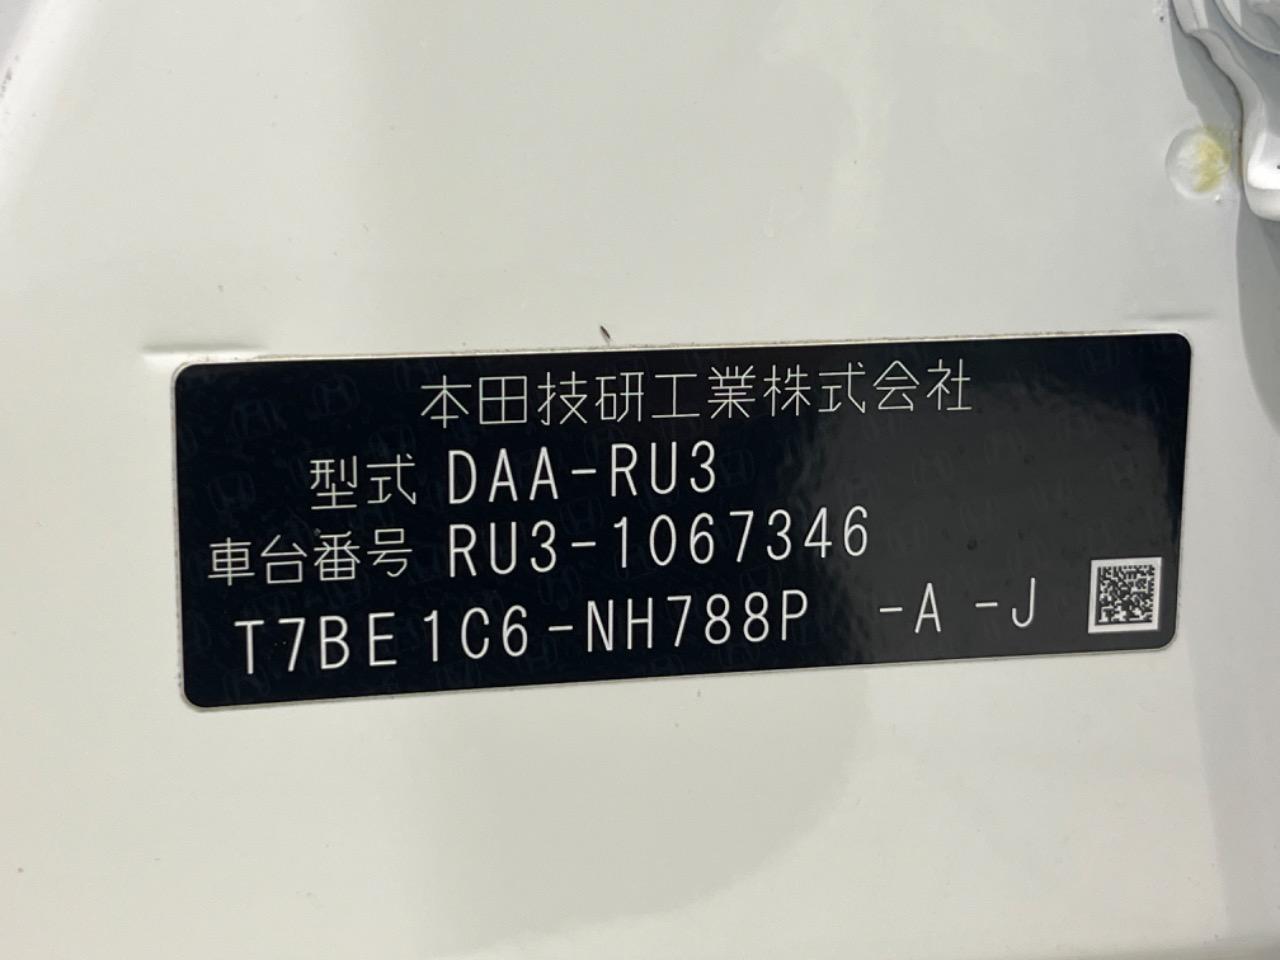 本田技研工業株式会社
型式 DAA-RU3
車台番号 RU3-1067346
T7BE1C6-NH788P -A -J